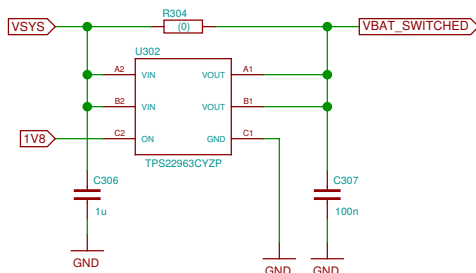 R304
VSYS (0) VBAT_SWITCHED
U302
A2 VIN VOUT A1
B2 VIN VOUT B1
1V8 C2 ON GND C1
TPS22963CYZP
C306 C307
1u 100n
GND GND GND